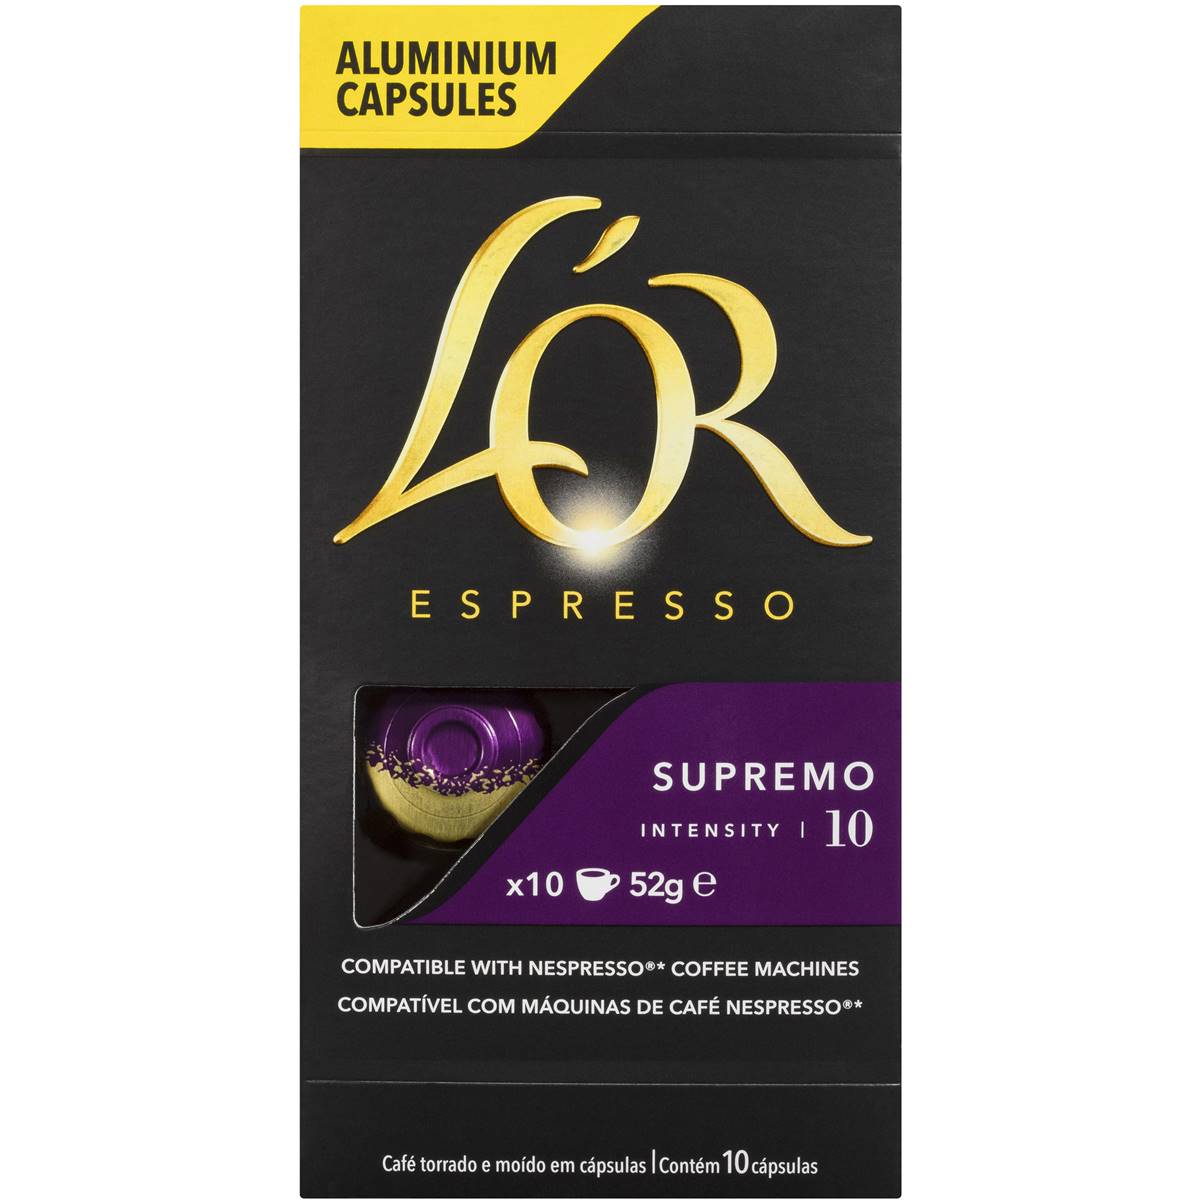 ALUMINIUM
CAPSULES
L'OR
ESPRESSO
SUPREMO
INTENSITY | 10
x10 52g ℮
COMPATIBLE WITH NESPRESSO®* COFFEE MACHINES
COMPATÍVEL COM MÁQUINAS DE CAFÉ NESPRESSO®*
Café torrado e moído em cápsulas | Contém 10 cápsulas